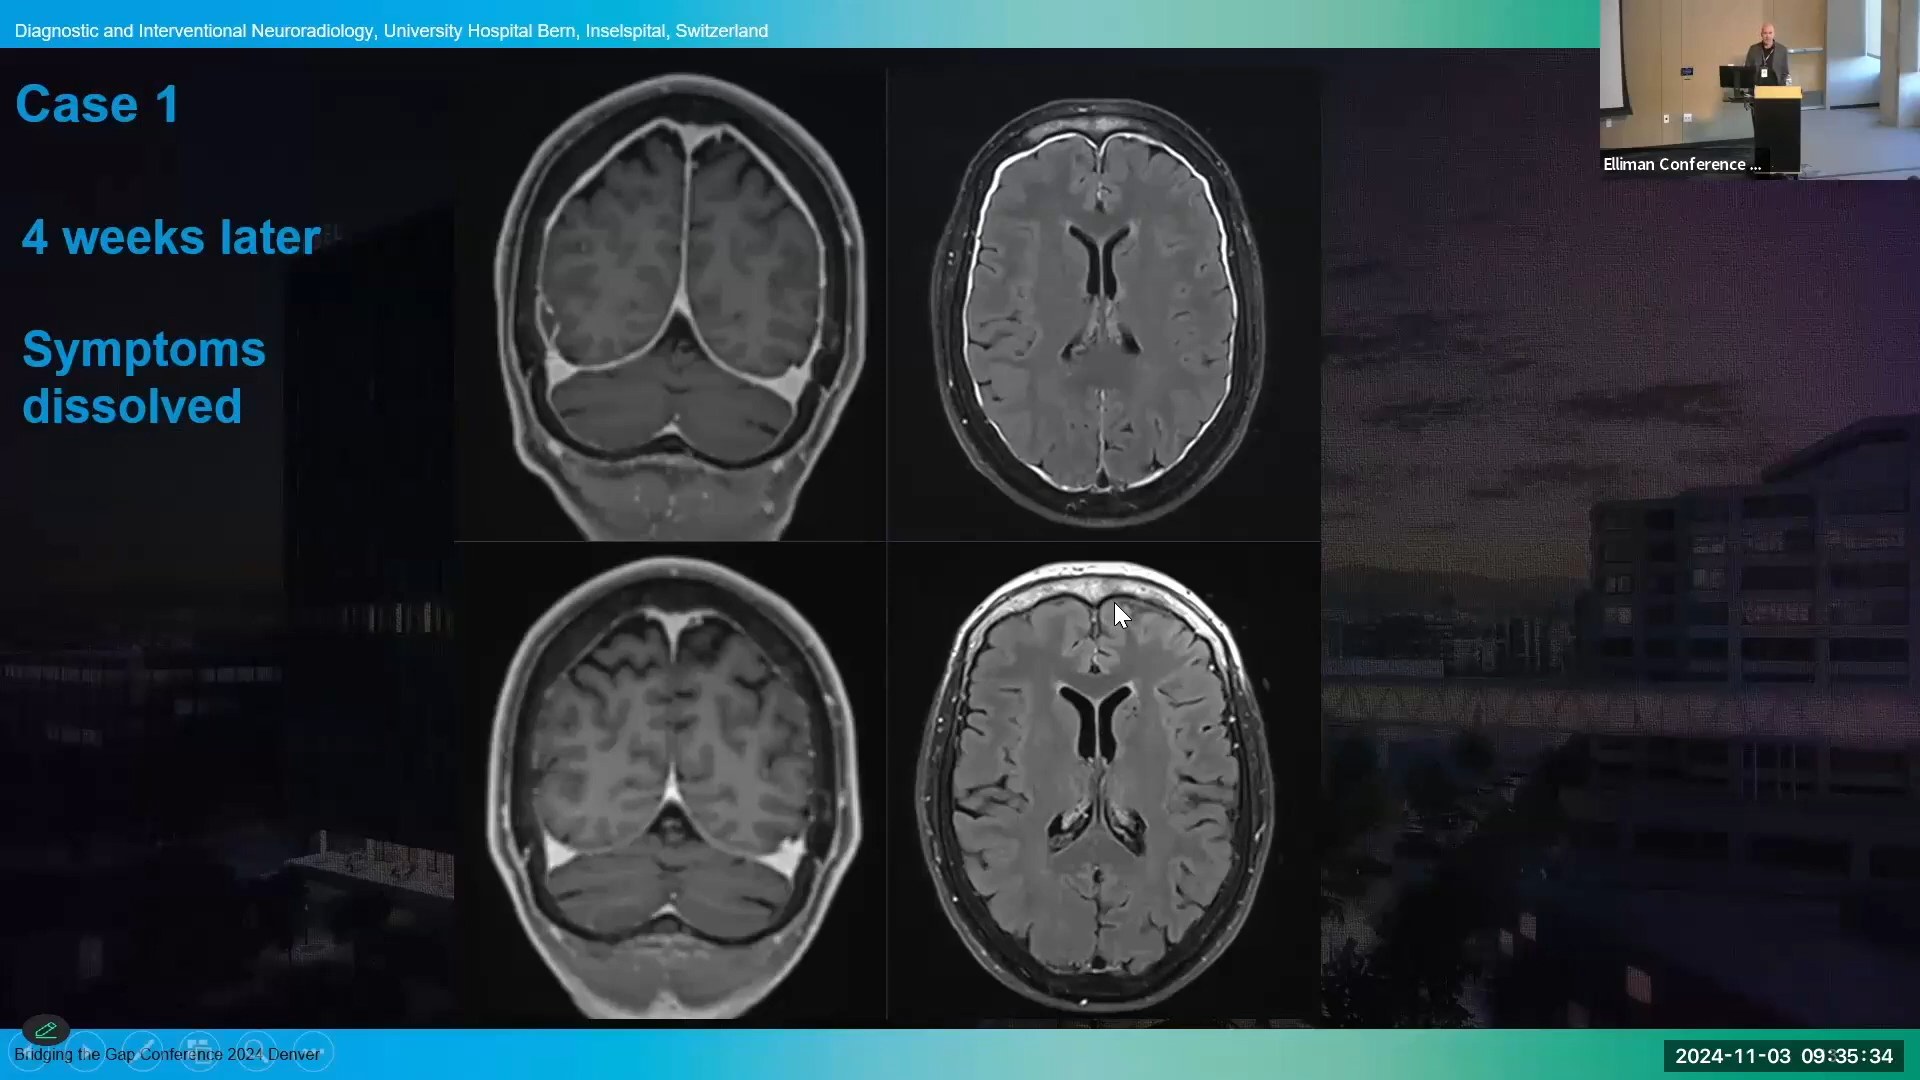 Diagnostic and Interventional Neuroradiology, University Hospital Bern, Inselspital, Switzerland
Case 1
4 weeks later
Symptoms
dissolved
Elliman Conference ...
Bridging the Gap Conference 2024 Denver
2024-11-03 09:35:34